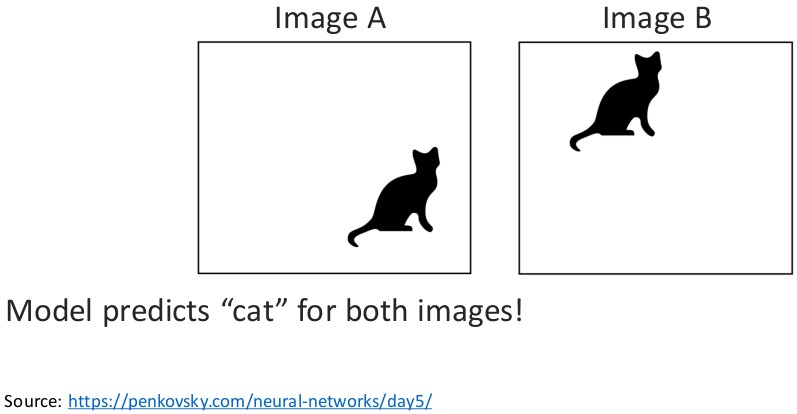 Image A
Image B
Model predicts “cat” for both images!
Source: https://penkovsky.com/neural-networks/day5/